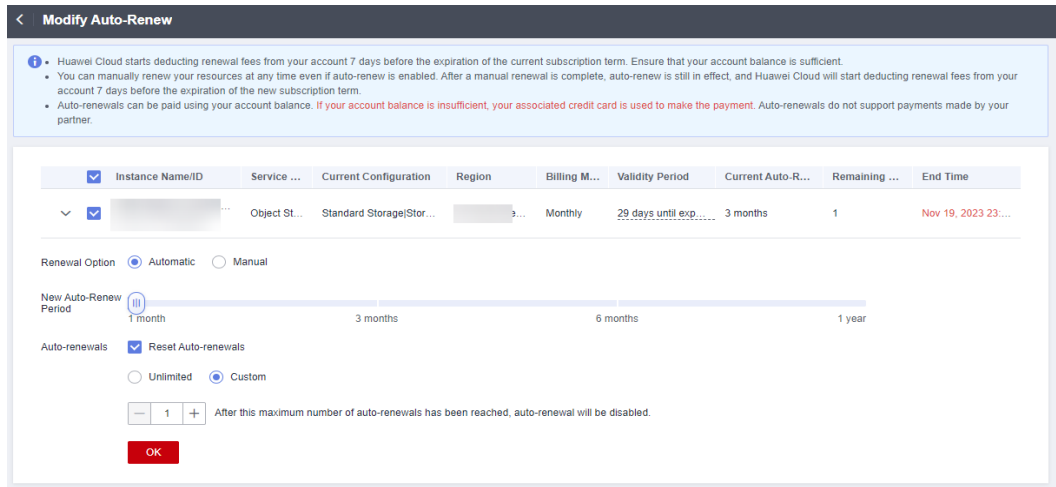 Modify Auto-Renew
Huawei Cloud starts deducting renewal fees from your account 7 days before the expiration of the current subscription term. Ensure that your account balance is sufficient.
You can manually renew your resources at any time even if auto-renew is enabled. After a manual renewal is complete, auto-renew is still in effect, and Huawei Cloud will start deducting renewal fees from your
account 7 days before the expiration of the new subscription term.
Auto-renewals can be paid using your account balance. If your account balance is insufficient, your associated credit card is used to make the payment. Auto-renewals do not support payments made by your
partner.
Instance Name/ID Service ... Current Configuration Region Billing M... Validity Period Current Auto-R... Remaining ... End Time
... Object St... Standard Storage|Stor... e... Monthly 29 days until exp... 3 months 1 Nov 19, 2023 23:...
Renewal Option Automatic Manual
New Auto-Renew
Period
1 month 3 months 6 months 1 year
Auto-renewals Reset Auto-renewals
Unlimited Custom
1 After this maximum number of auto-renewals has been reached, auto-renewal will be disabled.
OK